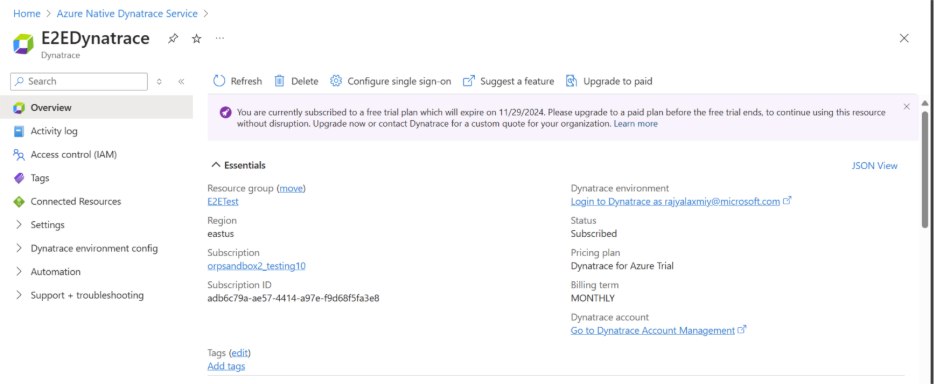 Home > Azure Native Dynatrace Service >
E2EDynatrace
Dynatrace
Search
Refresh Delete Configure single sign-on Suggest a feature Upgrade to paid
Overview
Activity log
Access control (IAM)
Tags
Connected Resources
Settings
Dynatrace environment config
Automation
Support + troubleshooting
You are currently subscribed to a free trial plan which will expire on 11/29/2024. Please upgrade to a paid plan before the free trial ends, to continue using this resource
without disruption. Upgrade now or contact Dynatrace for a custom quote for your organization. Learn more
Essentials
JSON View
Resource group (move)
E2ETest
Region
eastus
Subscription
orpsandbox2_testing10
Subscription ID
adb6c79a-ae57-4414-a97e-f9d68f5fa3e8
Dynatrace environment
Login to Dynatrace as rajyalaxmiy@microsoft.com
Status
Subscribed
Pricing plan
Dynatrace for Azure Trial
Billing term
MONTHLY
Dynatrace account
Go to Dynatrace Account Management
Tags (edit)
Add tags